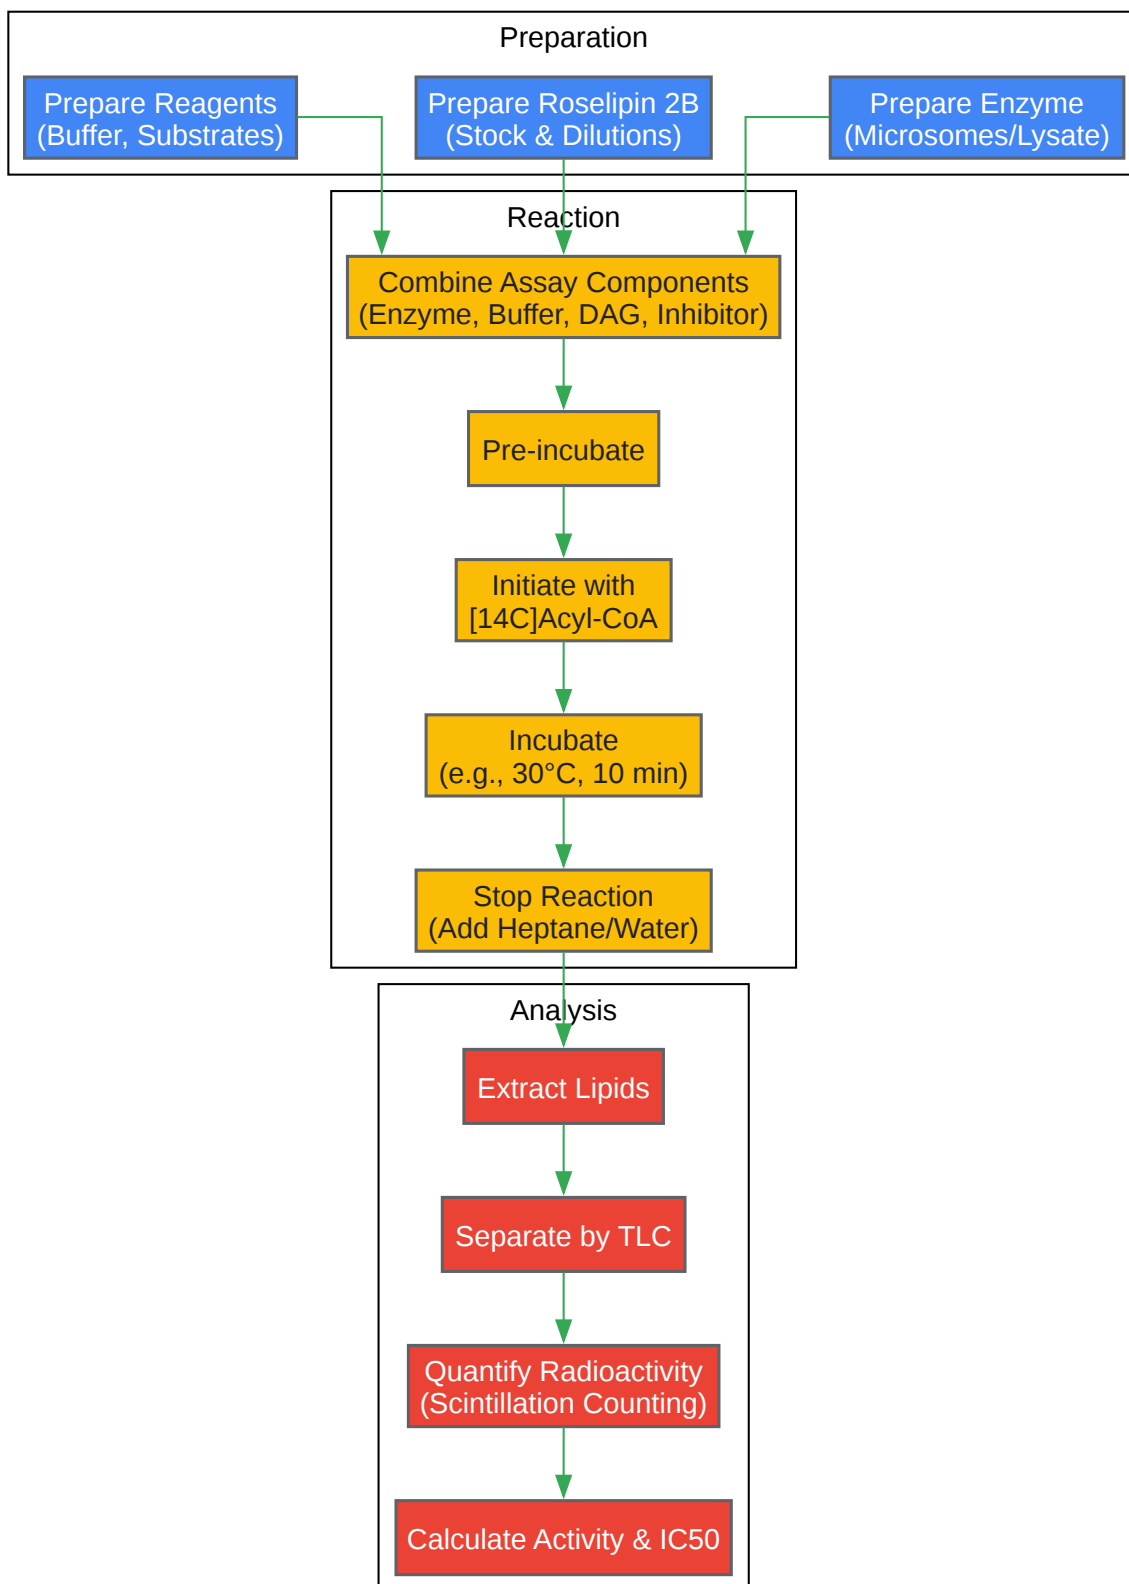 Preparation
Prepare Reagents
(Buffer, Substrates)
Prepare Roselipin 2B
(Stock & Dilutions)
Prepare Enzyme
(Microsomes/Lysate)
Reaction
Combine Assay Components
(Enzyme, Buffer, DAG, Inhibitor)
Pre-incubate
Initiate with
[14C]Acyl-CoA
Incubate
(e.g., 30°C, 10 min)
Stop Reaction
(Add Heptane/Water)
Analysis
Extract Lipids
Separate by TLC
Quantify Radioactivity
(Scintillation Counting)
Calculate Activity & IC50